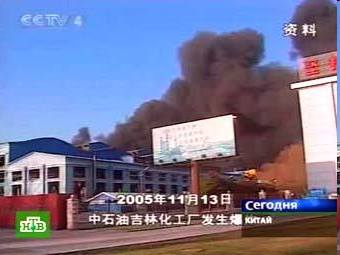 CCTV 4
资料
2005年11月13日
中石油吉林化工厂发生爆
Сегодня
КИТАЙ
НТВ